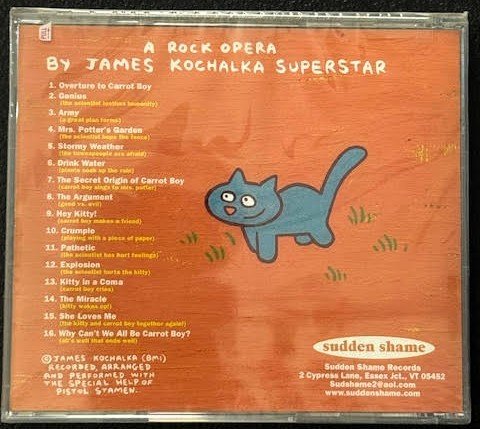 A ROCK OPERA
BY JAMES KOCHALKA SUPERSTAR
1. Overture to Carrot Boy
2. Genius
(the scientist loathes humanity)
3. Army
(a great plan forms)
4. Mrs. Potter's Garden
(the scientist hops the fence)
5. Stormy Weather
(the townspeople are afraid)
6. Drink Water
(plants soak up the rain)
7. The Secret Origin of Carrot Boy
(carrot boy sings to mrs. potter)
8. The Argument
(good vs. evil)
9. Hey Kitty!
(carrot boy makes a friend)
10. Crumple
(playing with a piece of paper)
11. Pathetic
(the scientist has hurt feelings)
12. Explosion
(the scientist hurts the kitty)
13. Kitty in a Coma
(carrot boy cries)
14. The Miracle
(kitty wakes up!)
15. She Loves Me
(the kitty and carrot boy together again!)
16. Why Can't We All Be Carrot Boy?
(all's well that ends well)
© JAMES KOCHALKA (BMI)
RECORDED, ARRANGED
AND PERFORMED WITH
THE SPECIAL HELP OF
PISTOL STAMEN.
sudden shame
Sudden Shame Records
2 Cypress Lane, Essex Jct., VT 05452
Sudshame2@aol.com
www.suddenshame.com